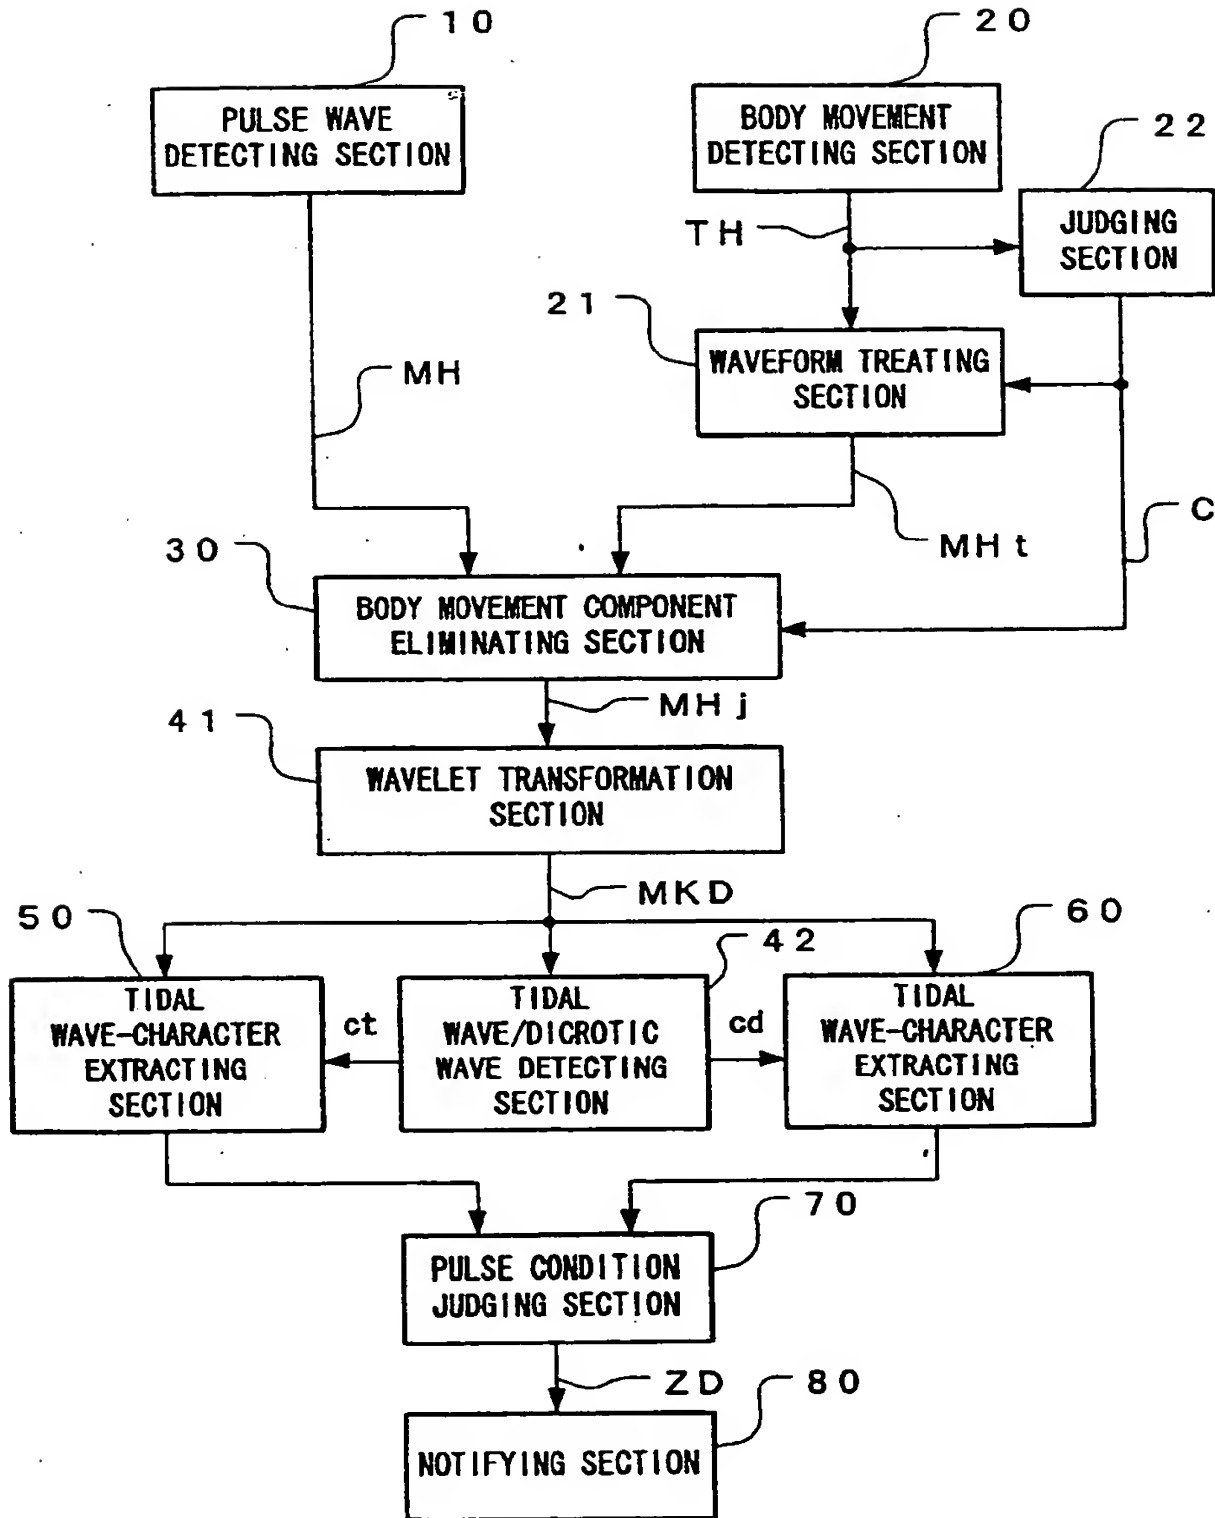 10
20
PULSE WAVE
DETECTING SECTION
BODY MOVEMENT
DETECTING SECTION
22
JUDGING
SECTION
TH
21
WAVEFORM TREATING
SECTION
MH
C
MHt
30
BODY MOVEMENT COMPONENT
ELIMINATING SECTION
MHj
41
WAVELET TRANSFORMATION
SECTION
MKD
50
42
60
TIDAL
WAVE-CHARACTER
EXTRACTING
SECTION
ct
TIDAL
WAVE/DICROTIC
WAVE DETECTING
SECTION
cd
TIDAL
WAVE-CHARACTER
EXTRACTING
SECTION
70
PULSE CONDITION
JUDGING SECTION
ZD
80
NOTIFYING SECTION